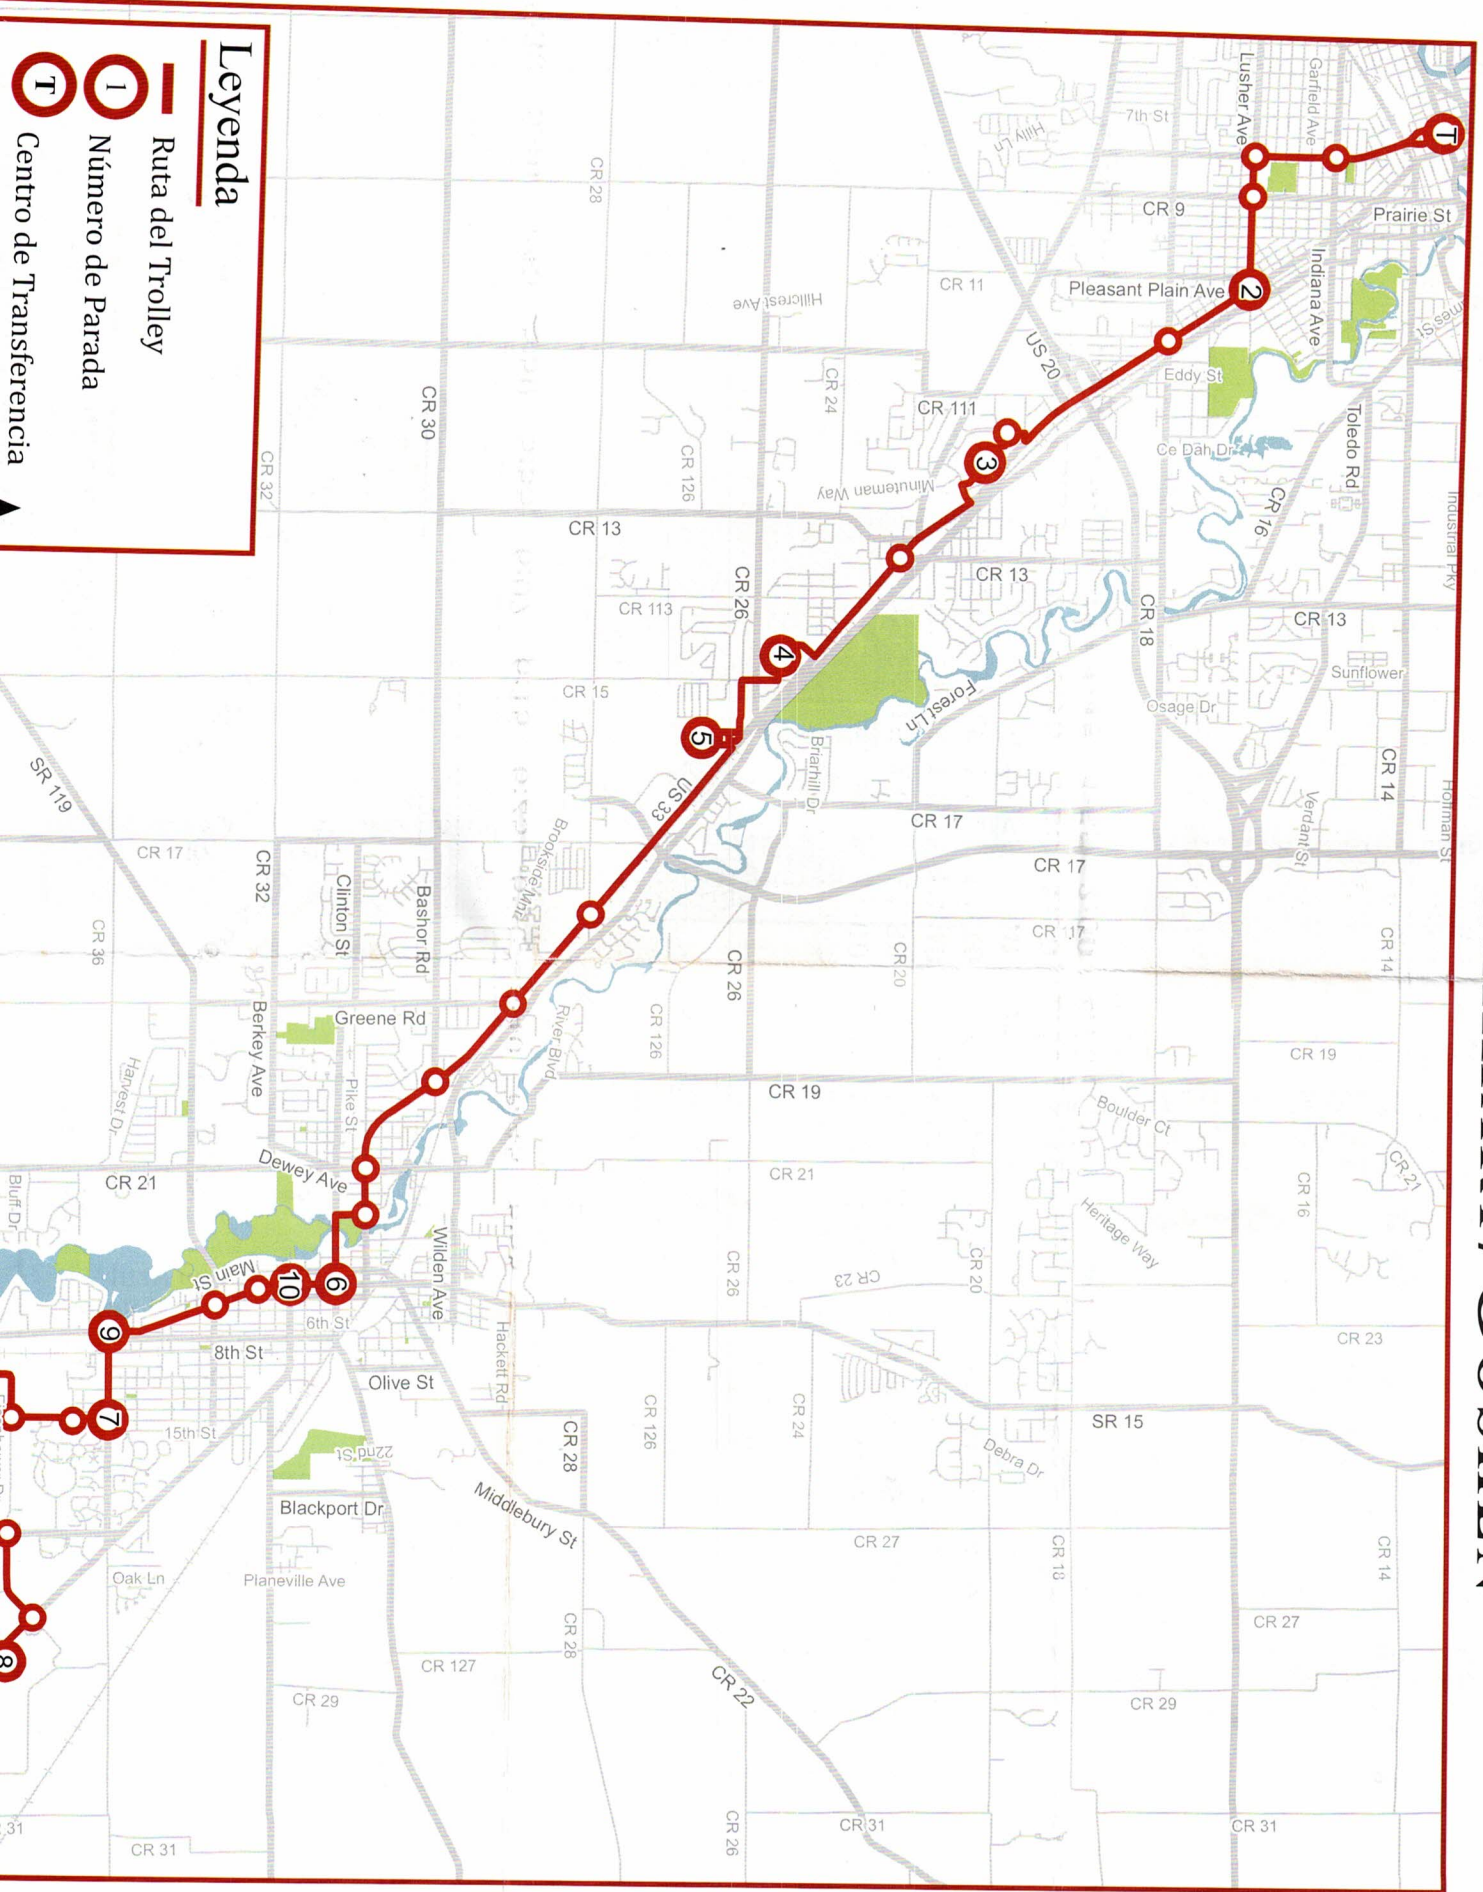 Leyenda
Ruta del Trolley
1
Número de Parada
T
Centro de Transferencia
T
2
3
4
5
6
10
9
7
8
Lusher Ave
Garfield Ave
7th St
Hilly Ln
Prairie St
CR 9
Indiana Ave
CR 28
CR 11
Pleasant Plain Ave
Hillcrest Ave
US 20
Eddy St
CR 24
CR 111
CR 30
Toledo Rd
Ce Dah Dr
CR 16
CR 32
CR 126
Minuteman Way
Industrial Pky
CR 13
CR 13
CR 26
CR 113
CR 18
CR 13
Sunflower
CR 15
Forest Ln
Osage Dr
Briarhill Dr
CR 14
SR 119
US 33
CR 17
Verdant St
Hoffman St
CR 17
CR 32
Clinton St
Bashor Rd
CR 17
CR 36
CR 26
CR 20
CR 17
CR 14
Berkey Ave
Greene Rd
River Blvd
CR 126
CR 19
Harvest Dr
Pike St
CR 19
Boulder Ct
CR 21
Dewey Ave
CR 21
CR 16
CR 21
Bluff Dr
Main St
Wilden Ave
CR 26
CR 23
CR 20
Heritage Way
6th St
8th St
Hackett Rd
CR 23
Olive St
15th St
22nd St
CR 28
CR 126
CR 24
SR 15
Debra Dr
Blackport Dr
Middlebury St
CR 27
CR 18
CR 14
Oak Ln
Planeville Ave
CR 28
CR 27
CR 127
CR 22
CR 29
CR 29
CR 31
CR 26
CR 31
CR 31
31